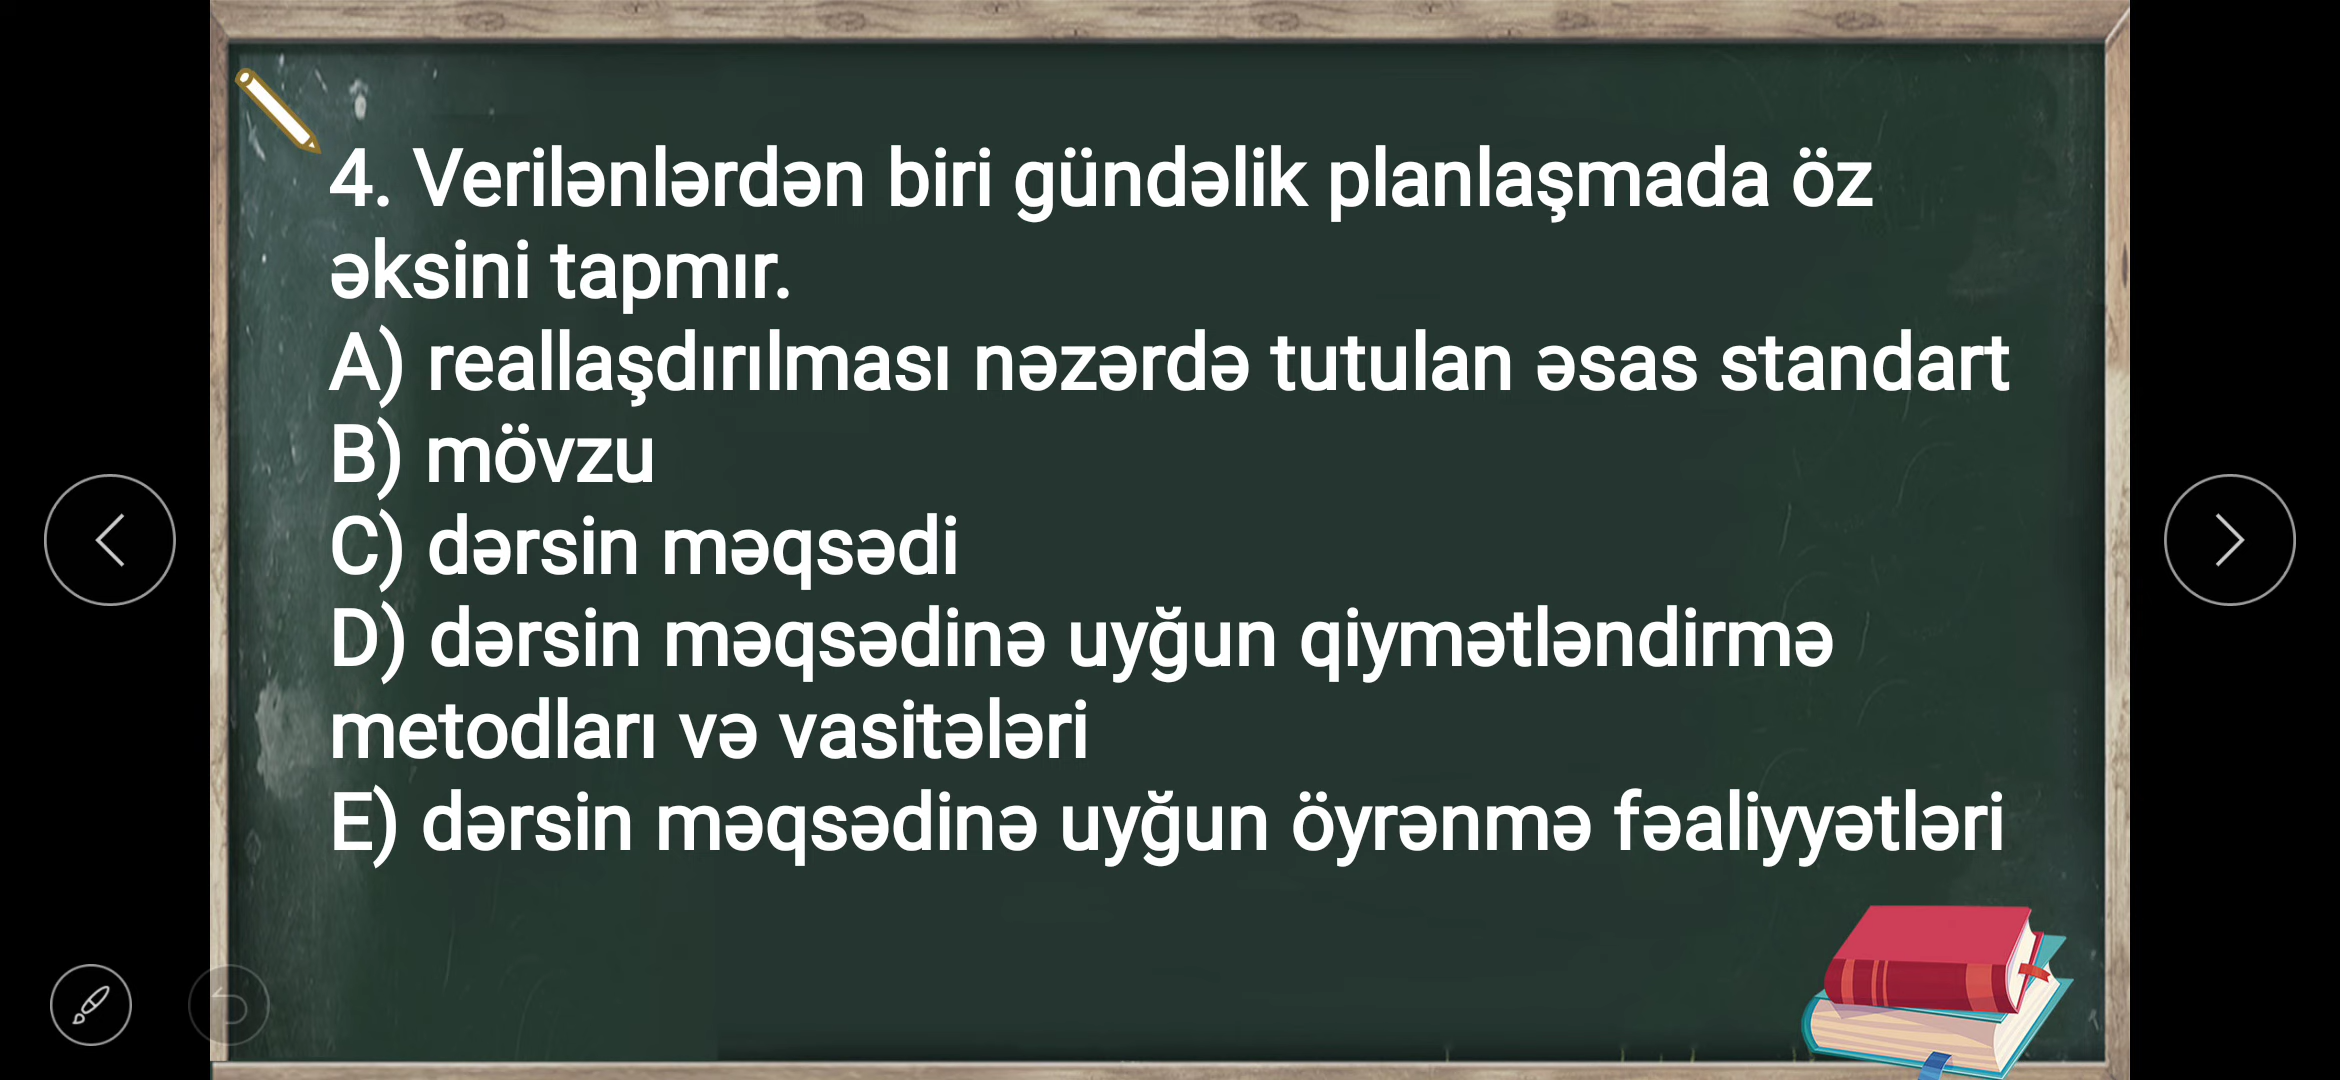 4. Verilənlərdən biri gündəlik planlaşmada öz
əksini tapmır.
A) reallaşdırılması nəzərdə tutulan əsas standart
B) mövzu
C) dərsin məqsədi
D) dərsin məqsədinə uyğun qiymətləndirmə
metodları və vasitələri
E) dərsin məqsədinə uyğun öyrənmə fəaliyyətləri